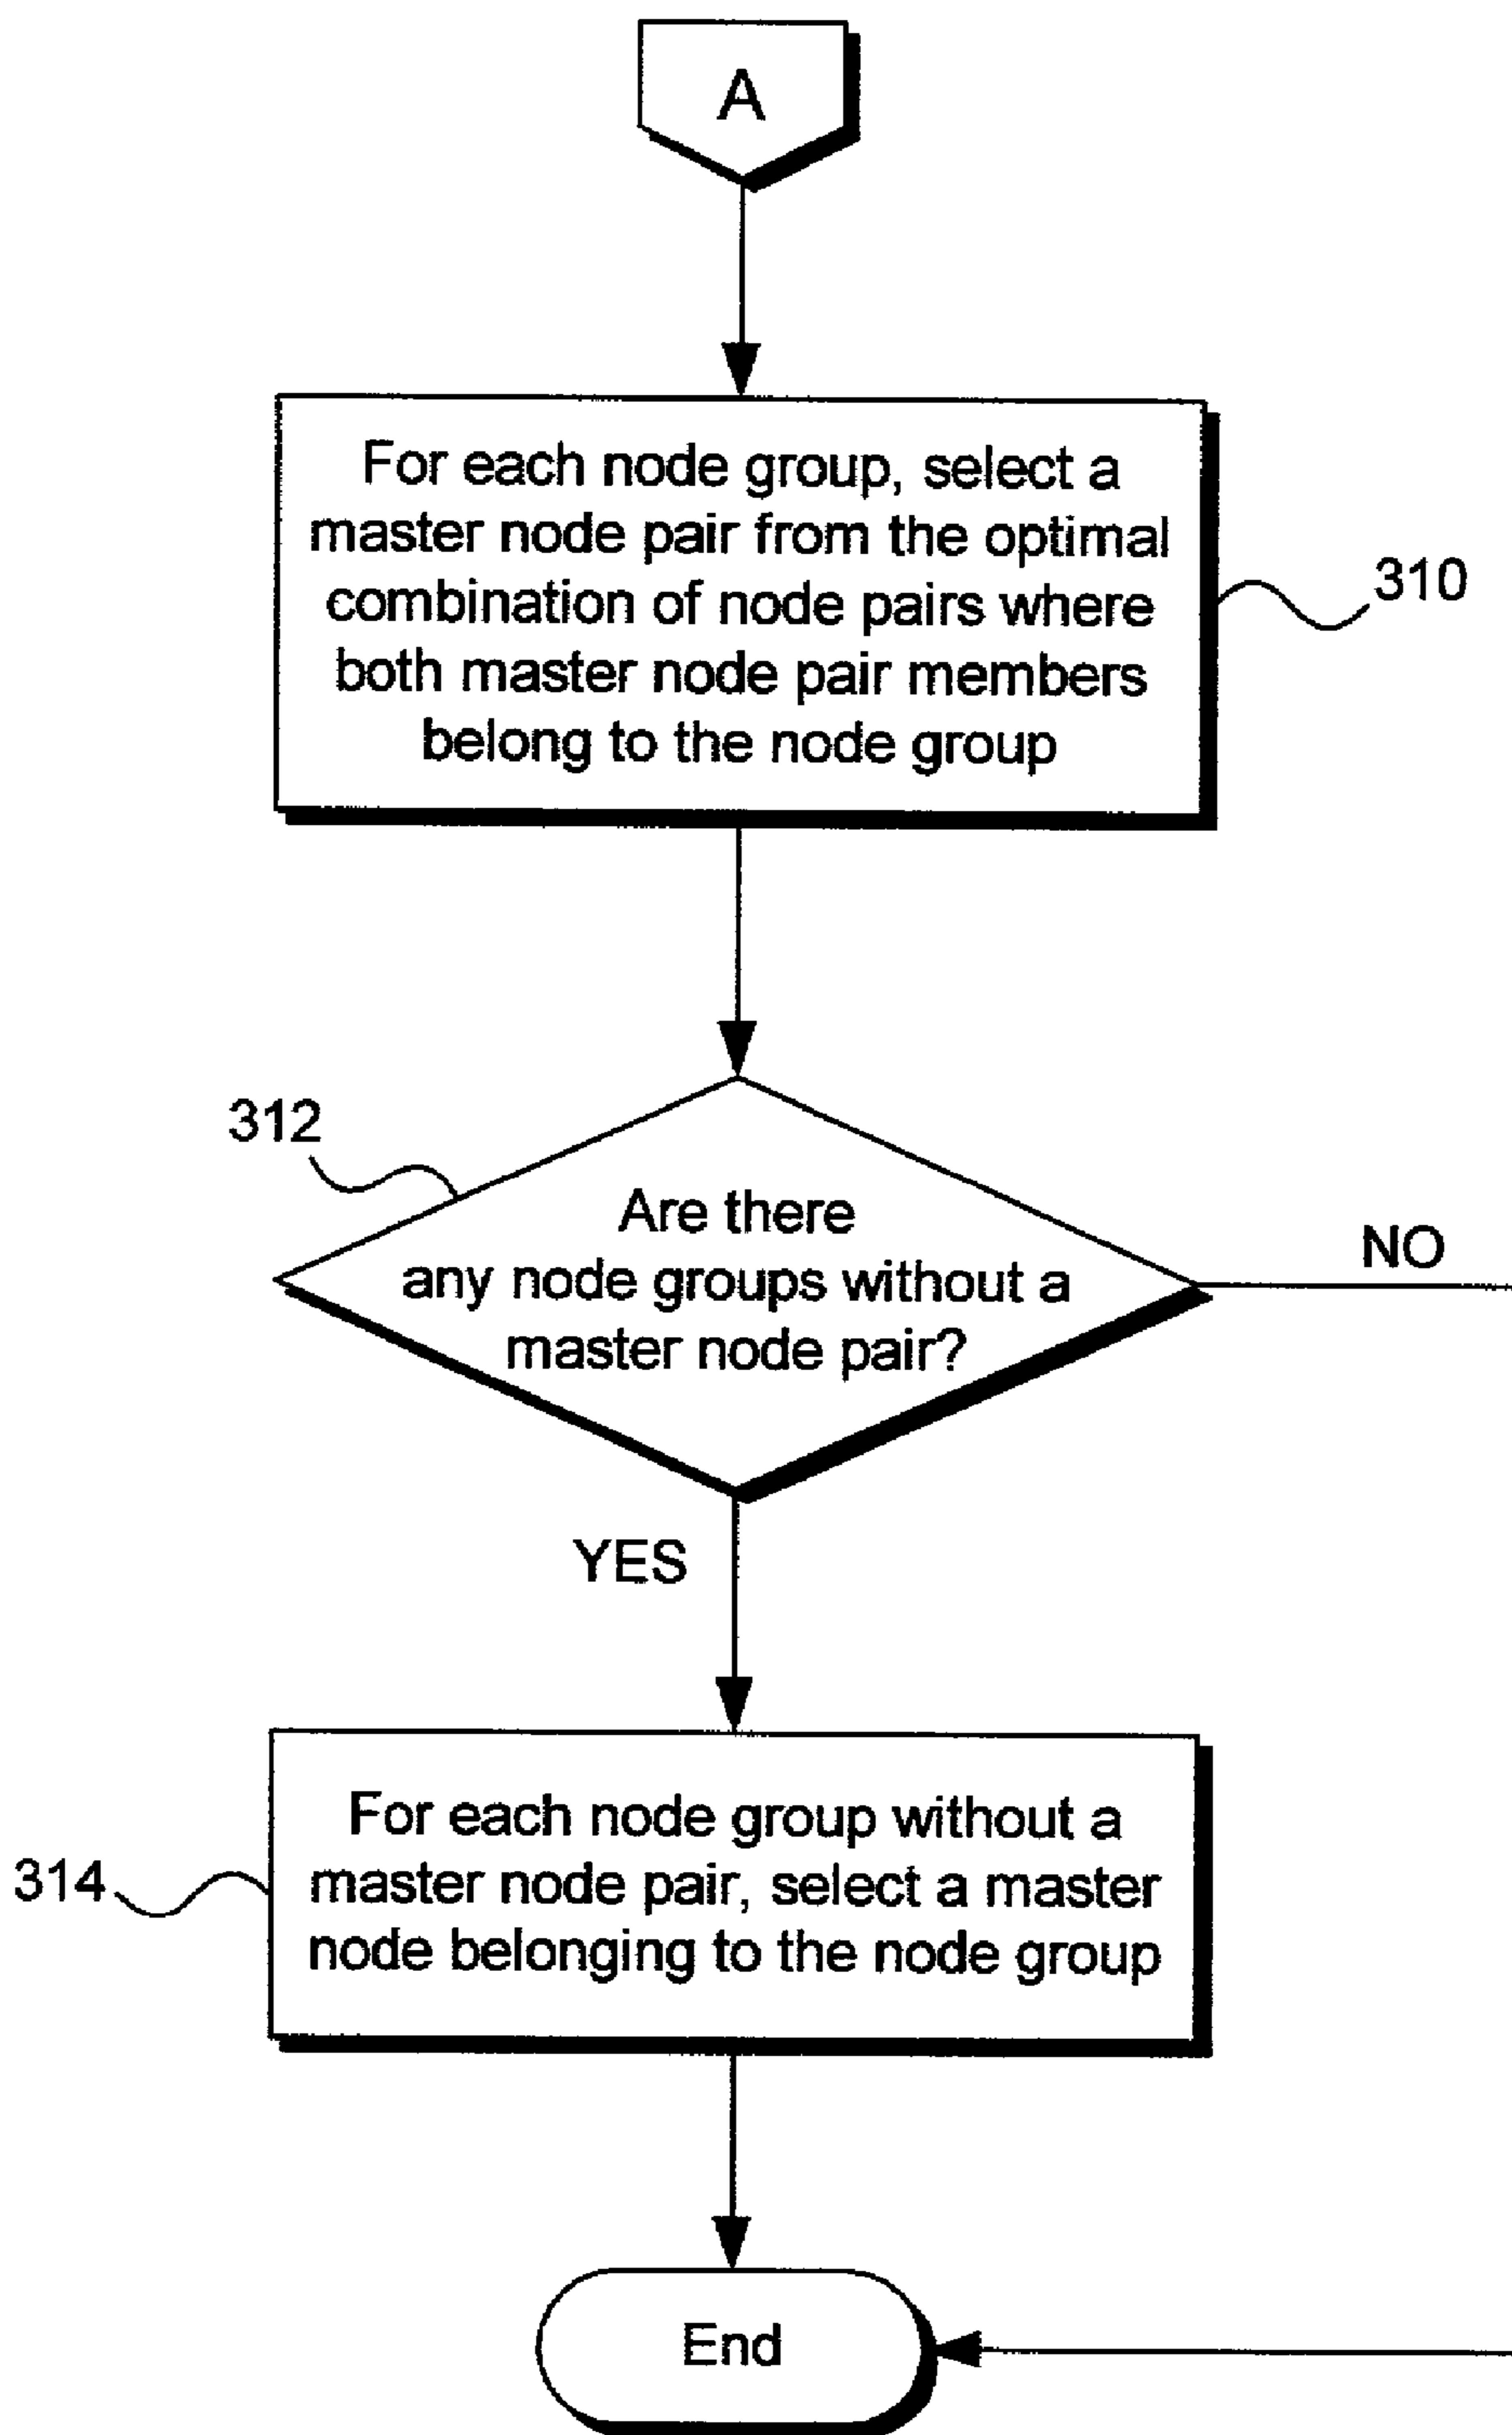 A
For each node group, select a
master node pair from the optimal
combination of node pairs where
both master node pair members
belong to the node group
310
312
Are there
any node groups without a
master node pair?
NO
YES
For each node group without a
master node pair, select a master
node belonging to the node group
314
End